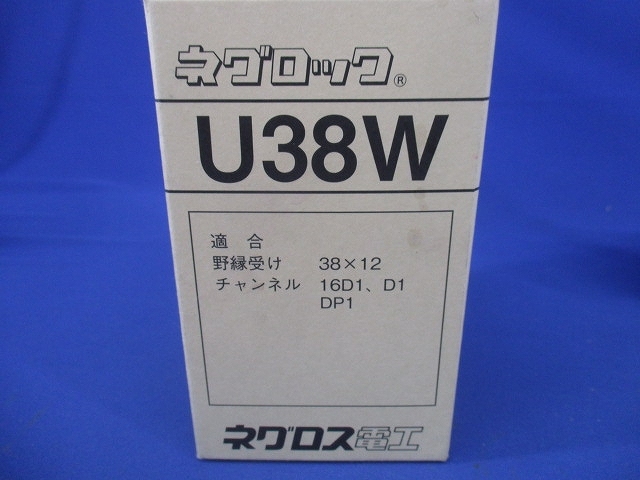 ネグロック®
U38W
適 合
野縁受け 38×12
チャンネル 16D1、D1
DP1
ネグロス電工